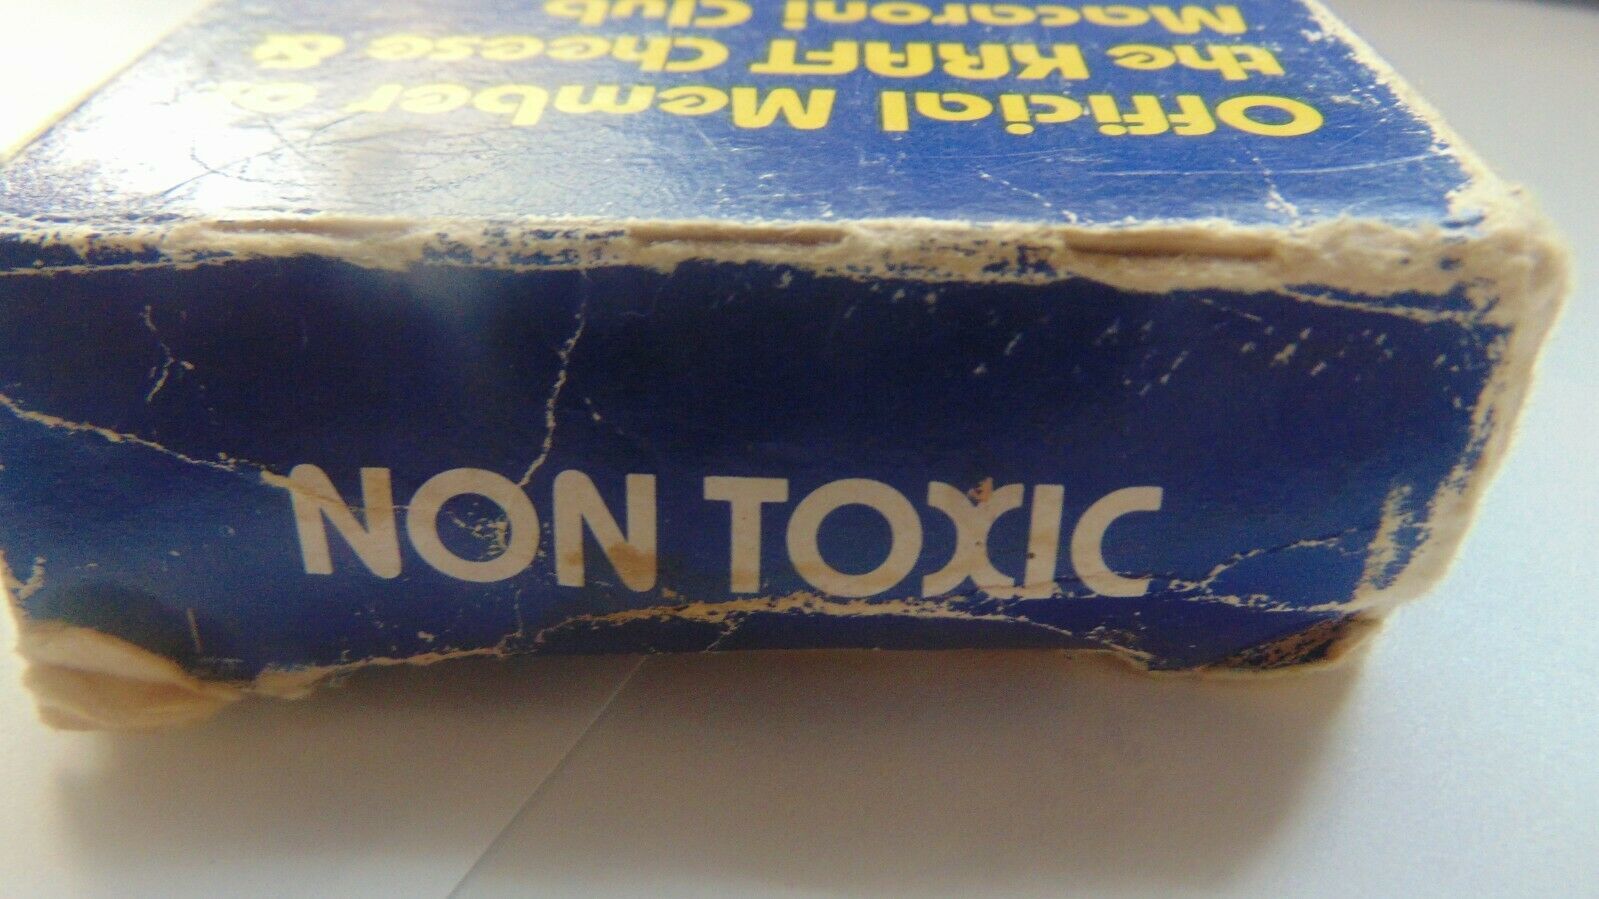 Official Member of
the KRAFT Cheese &
Macaroni Club
NON TOXIC